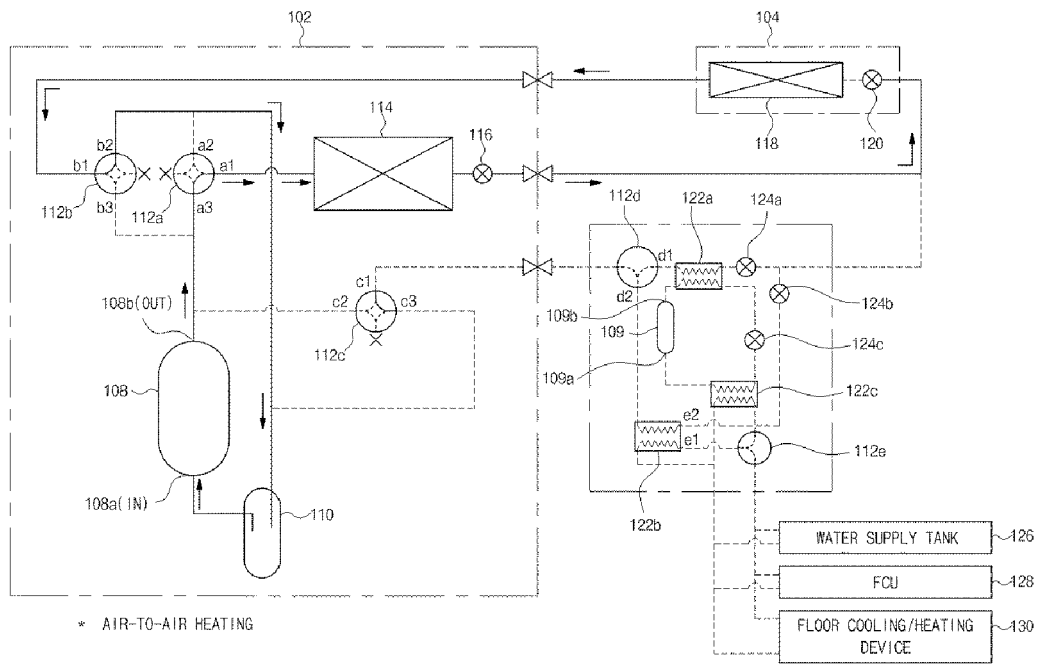 102
104
114
116
118
120
b2
a2
b1
a1
b3
a3
112b
112a
112d
122a
124a
d1
d2
124b
c1
c2
c3
108b(OUT)
109b
109
124c
112c
109a
108
122c
e2
e1
112e
108a(IN)
110
122b
WATER SUPPLY TANK
126
FCU
128
FLOOR COOLING/HEATING
DEVICE
130
* AIR-TO-AIR HEATING